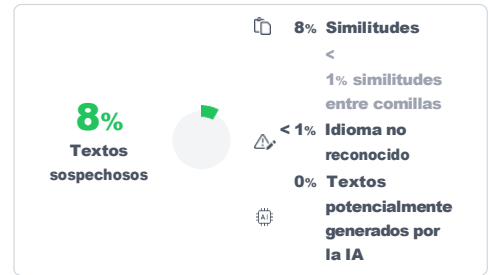 8%
Textos
sospechosos
8% Similitudes
<
1% similitudes
entre comillas
< 1% Idioma no
reconocido
0% Textos
potencialmente
AI
generados por
la IA